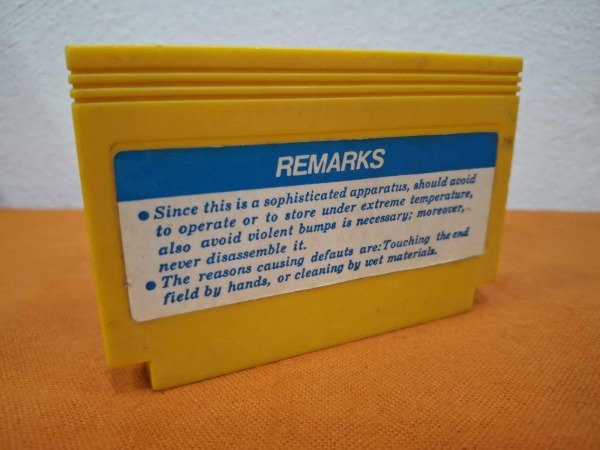 REMARKS
● Since this is a sophisticated apparatus, should avoid
to operate or to store under extreme temperature,
also avoid violent bumps is necessary; moreover,
never disassemble it.
● The reasons causing defauts are: Touching the end
field by hands, or cleaning by wet materials.